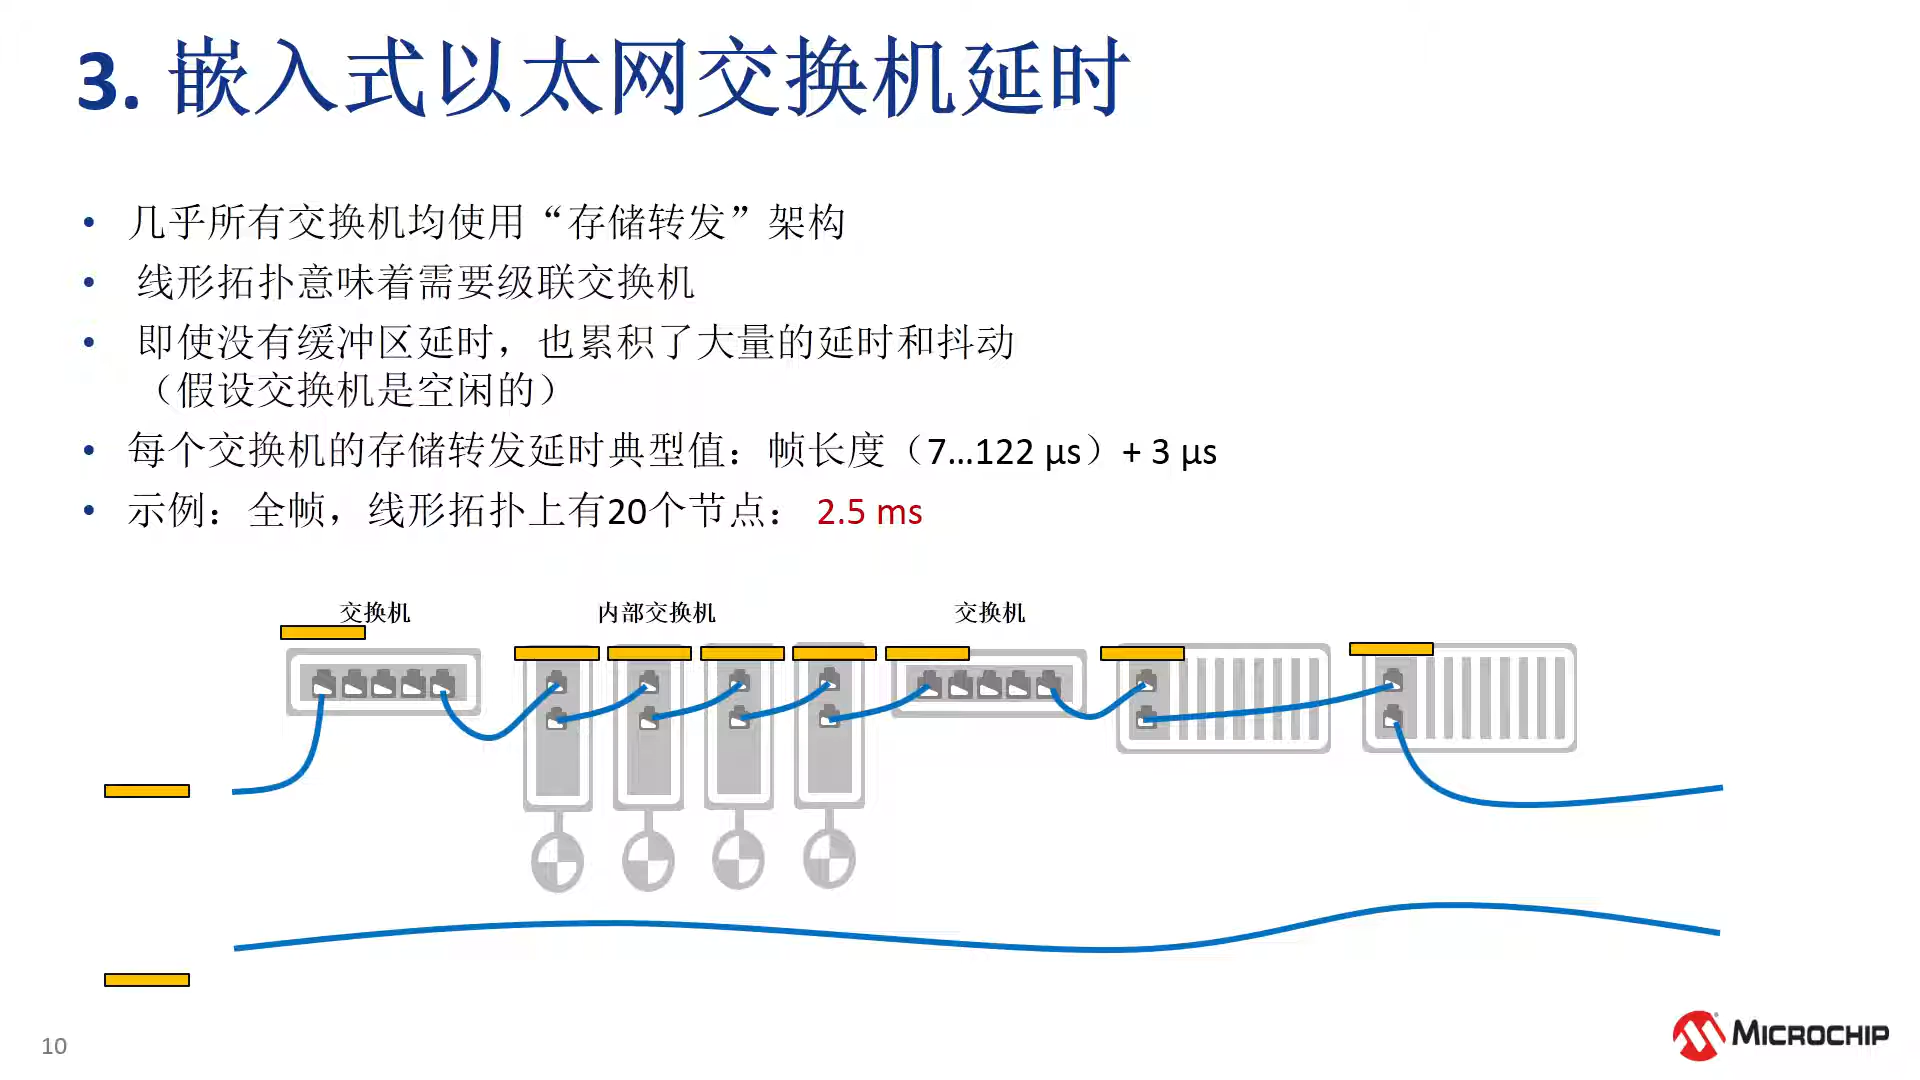 3. 嵌入式以太网交换机延时
• 几乎所有交换机均使用“存储转发”架构
• 线形拓扑意味着需要级联交换机
• 即使没有缓冲区延时，也累积了大量的延时和抖动
（假设交换机是空闲的）
• 每个交换机的存储转发延时典型值：帧长度（7...122 µs）+ 3 µs
• 示例：全帧，线形拓扑上有20个节点： 2.5 ms
交换机 内部交换机 交换机
10
MICROCHIP